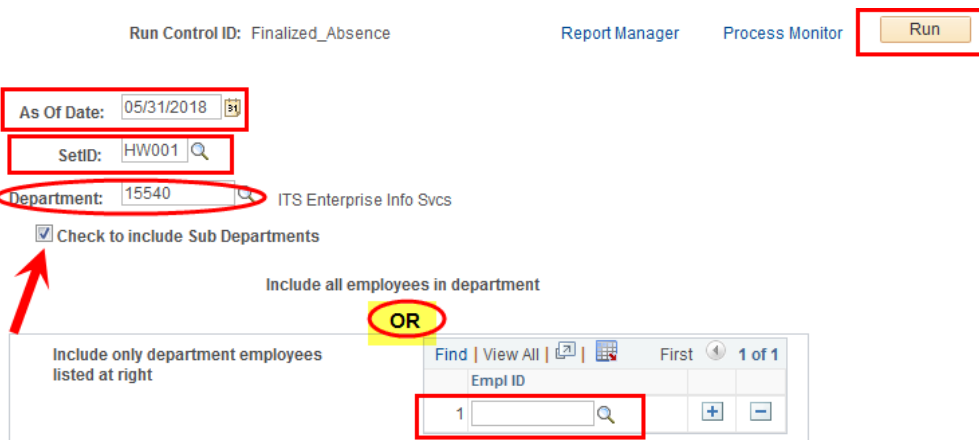 Run Control ID: Finalized_Absence Report Manager Process Monitor Run
As Of Date: 05/31/2018 31
SetID: HW001
Department: 15540 ITS Enterprise Info Svcs
Check to include Sub Departments
Include all employees in department
OR
Include only department employees
listed at right
Find | View All | | First 1 of 1
Empl ID
1